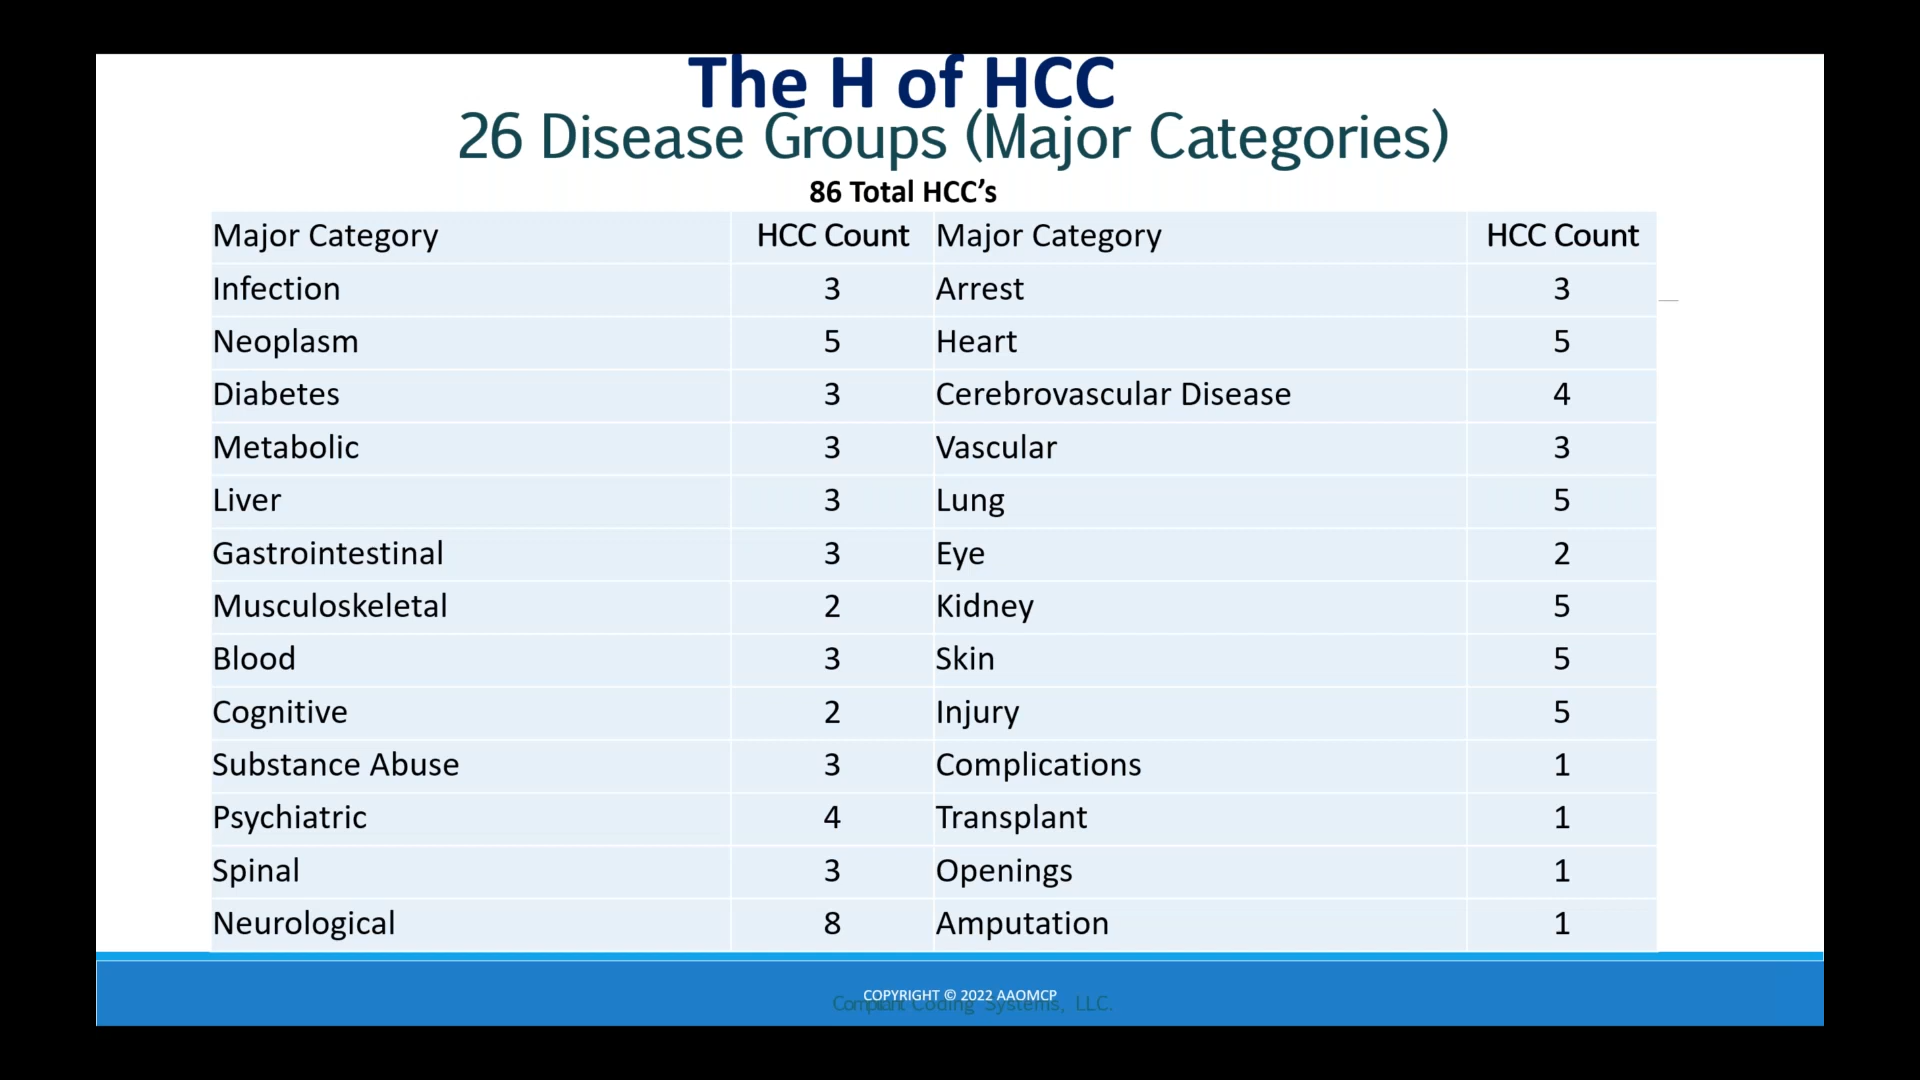 The H of HCC
26 Disease Groups (Major Categories)
86 Total HCC’s
Major Category HCC Count Major Category HCC Count
Infection 3 Arrest 3
Neoplasm 5 Heart 5
Diabetes 3 Cerebrovascular Disease 4
Metabolic 3 Vascular 3
Liver 3 Lung 5
Gastrointestinal 3 Eye 2
Musculoskeletal 2 Kidney 5
Blood 3 Skin 5
Cognitive 2 Injury 5
Substance Abuse 3 Complications 1
Psychiatric 4 Transplant 1
Spinal 3 Openings 1
Neurological 8 Amputation 1
COPYRIGHT © 2022 AAOMCP
Coding Systems, LLC.